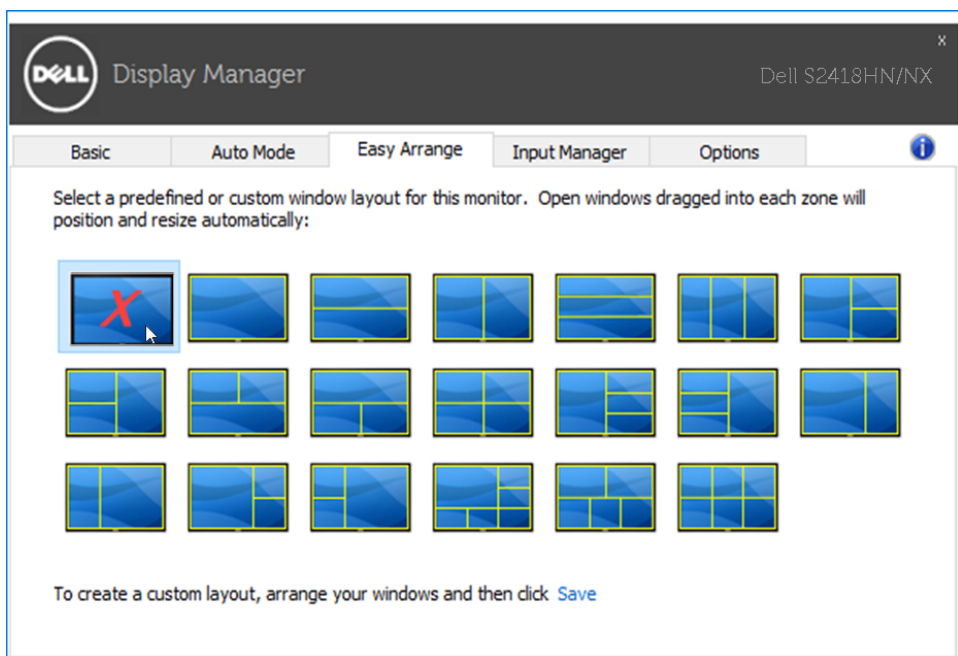 x
DELL
Display Manager
Dell S2418HN/NX
Basic
Auto Mode
Easy Arrange
Input Manager
Options
i
Select a predefined or custom window layout for this monitor.  Open windows dragged into each zone will
position and resize automatically:
X
To create a custom layout, arrange your windows and then click Save